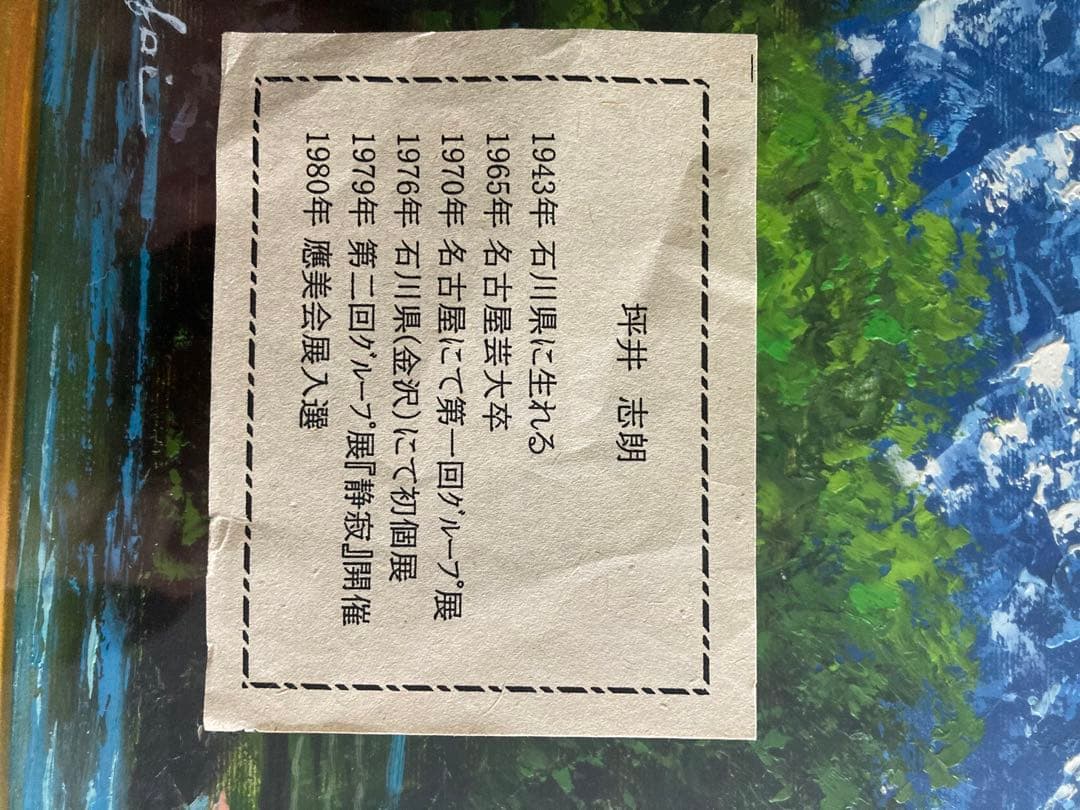 坪井 志朗
1943年 石川県に生れる
1965年 名古屋芸大卒
1970年 名古屋にて第一回グループ展
1976年 石川県(金沢)にて初個展
1979年 第二回グループ展『静寂』開催
1980年 應美会展入選